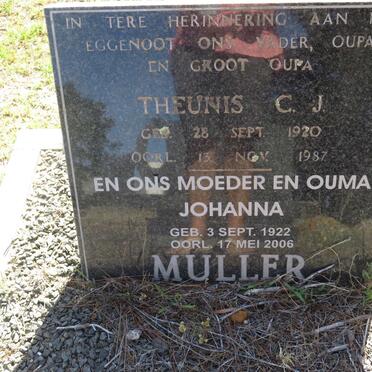 IN TERE HERINNERING AAN
EGGENOOT ONS VADER, OUPA
EN GROOT OUPA
THEUNIS C. J.
GEB. 28 SEPT. 1920
OORL. 13 NOV. 1987
EN ONS MOEDER EN OUMA
JOHANNA
GEB. 3 SEPT. 1922
OORL. 17 MEI 2006
MULLER